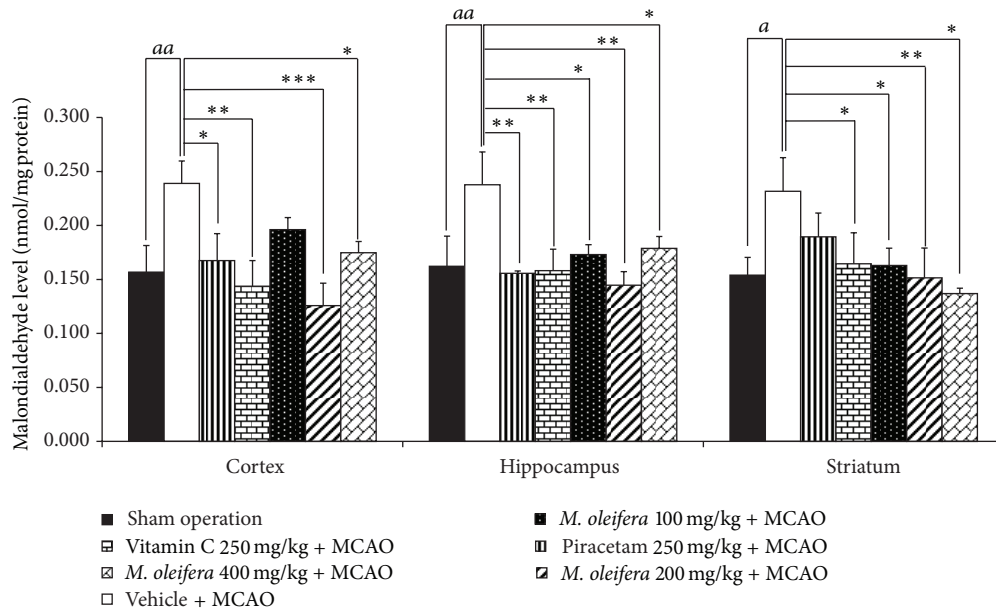 aa
*
***
**
*
aa
*
**
*
**
**
a
*
**
*
*
Malondialdehyde level (nmol/mg protein)
0.300
0.250
0.200
0.150
0.100
0.050
0.000
Cortex Hippocampus Striatum
Sham operation
Vitamin C 250 mg/kg + MCAO
M. oleifera 400 mg/kg + MCAO
Vehicle + MCAO
M. oleifera 100 mg/kg + MCAO
Piracetam 250 mg/kg + MCAO
M. oleifera 200 mg/kg + MCAO